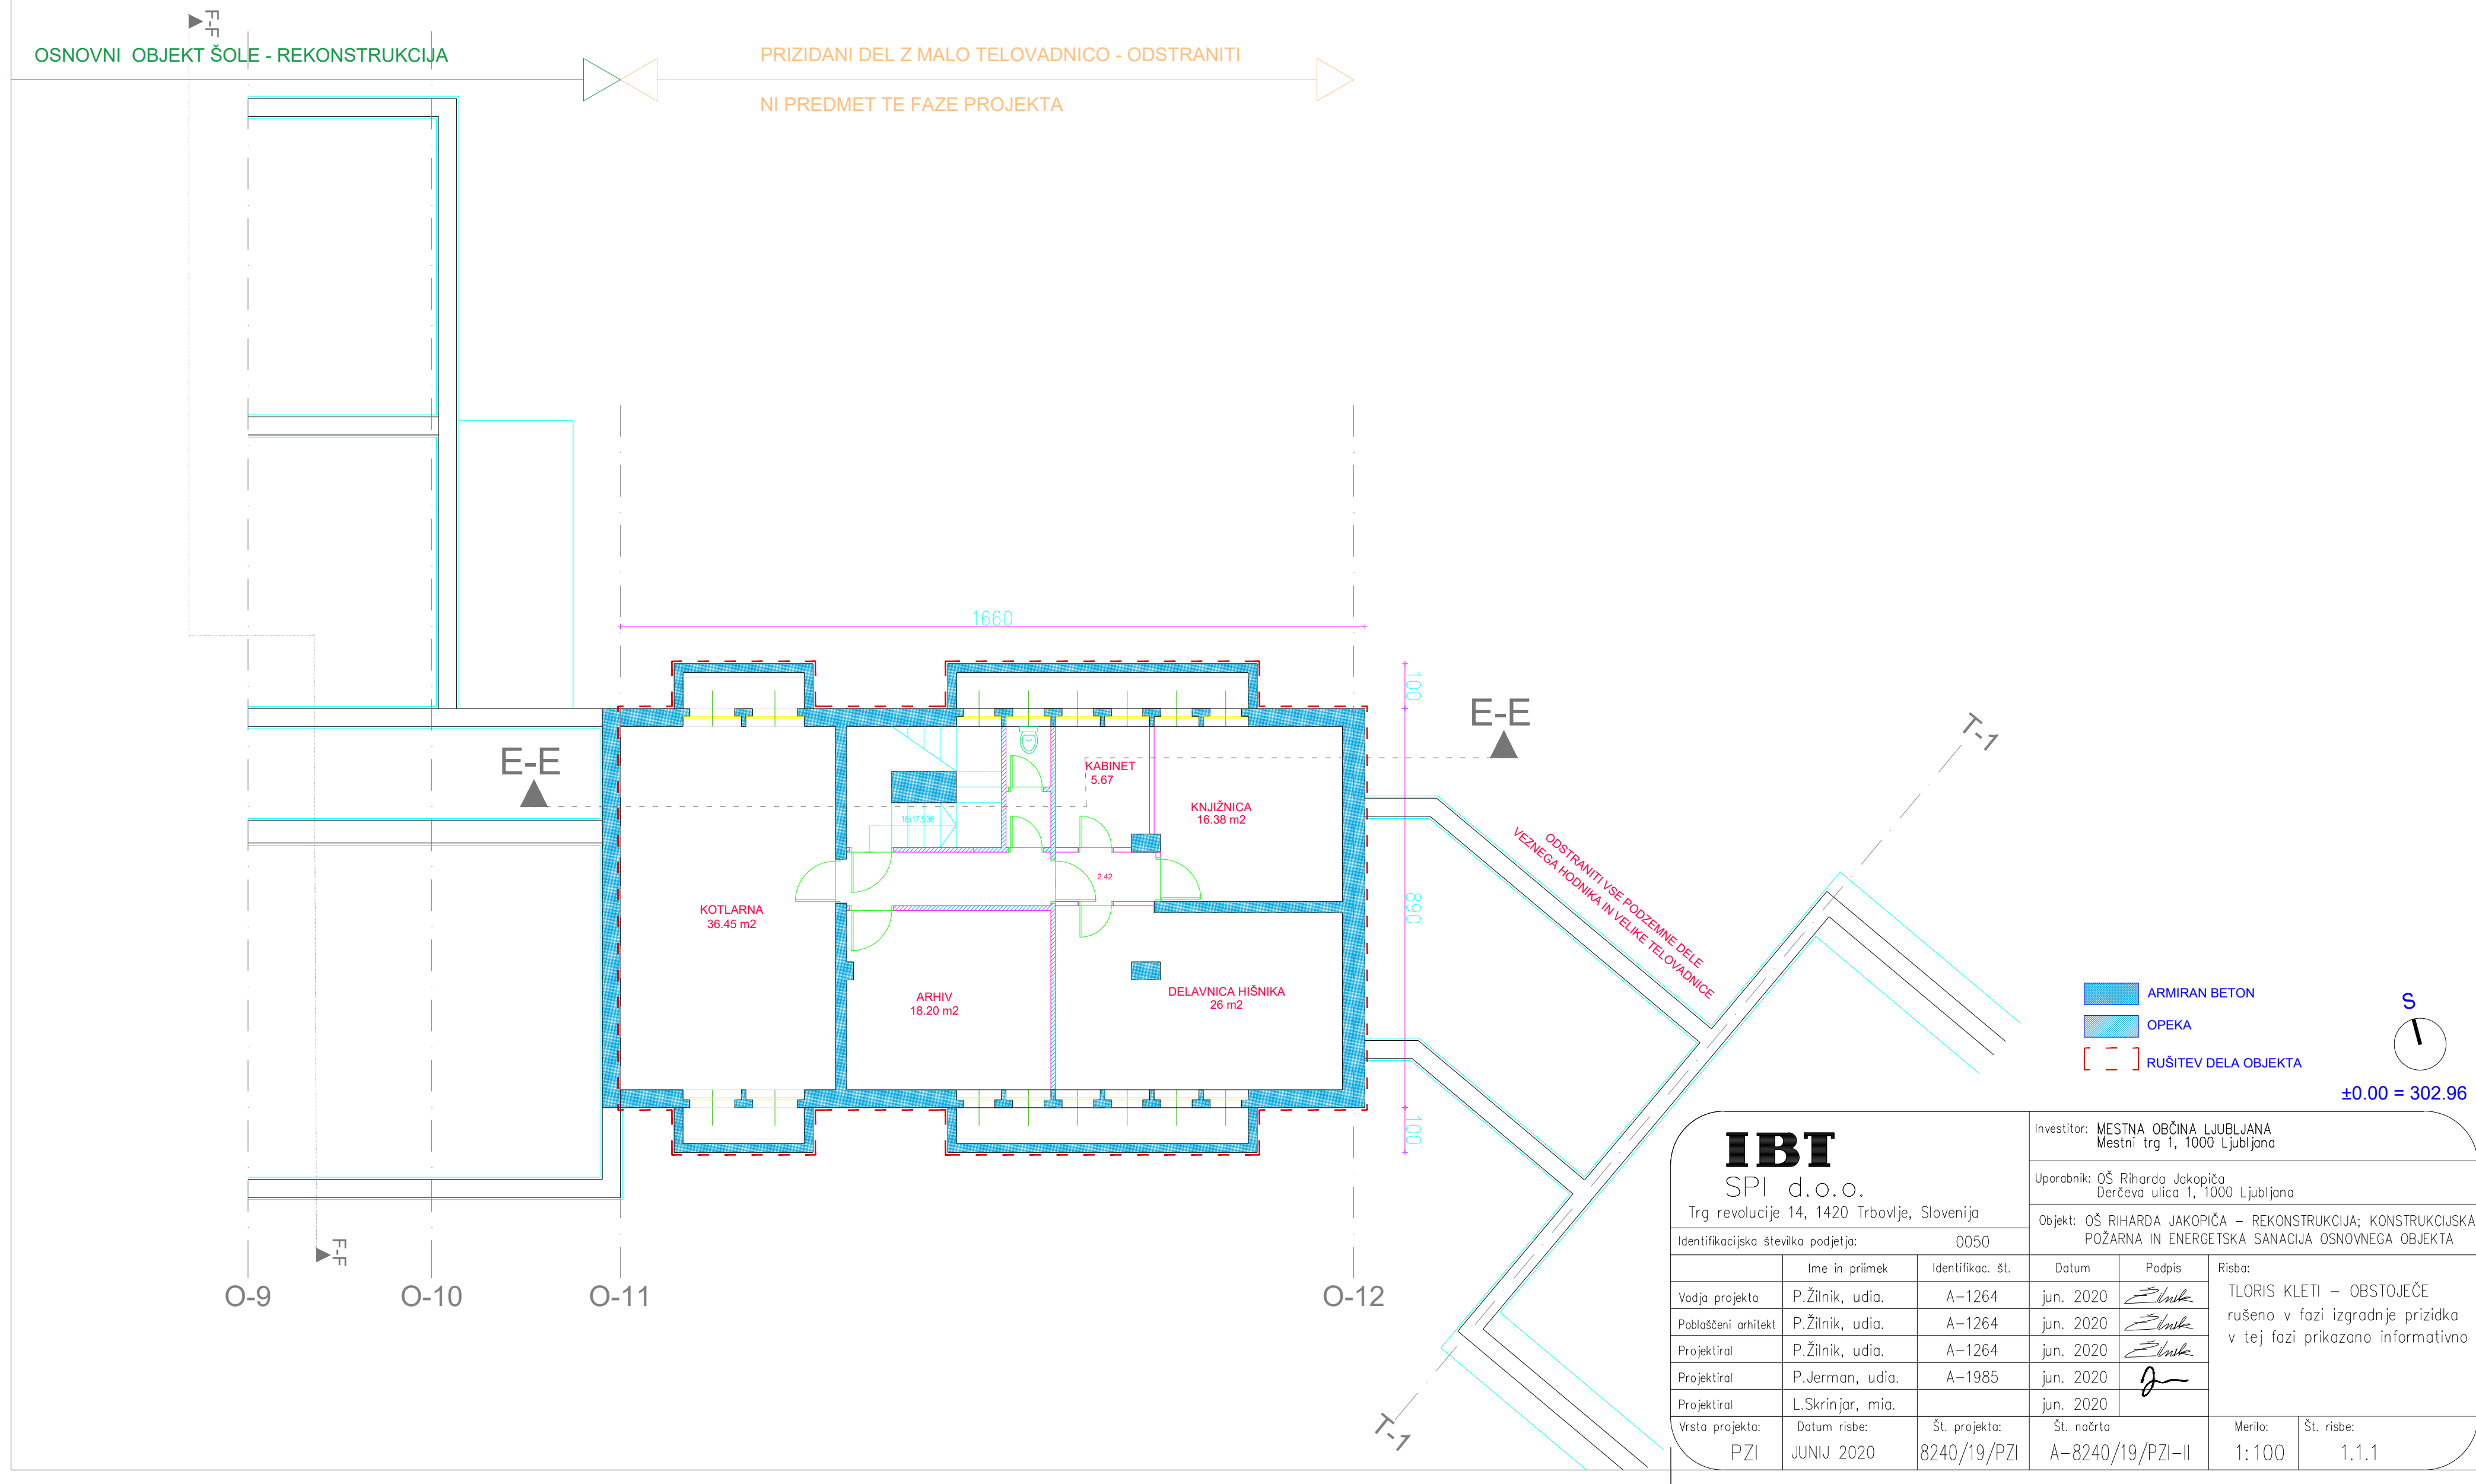 F-F
OSNOVNI OBJEKT ŠOLE - REKONSTRUKCIJA
PRIZIDANI DEL Z MALO TELOVADNICO - ODSTRANITI
NI PREDMET TE FAZE PROJEKTA
1660
100
E-E
E-E
T-1
KABINET
5.67
KNJIŽNICA
16.38 m2
2.42
KOTLARNA
36.45 m2
890
ARHIV
18.20 m2
DELAVNICA HIŠNIKA
26 m2
ODSTRANITI VSE PODZEMNE DELE
VEZNEGA HODNIKA IN VELIKE TELOVADNICE
100
F-F
O-9
O-10
O-11
O-12
T-1
ARMIRAN BETON
OPEKA
RUŠITEV DELA OBJEKTA
S
±0.00 = 302.96
IBT
SPI d.o.o.
Trg revolucije 14, 1420 Trbovlje, Slovenija
Identifikacijska številka podjetja: 0050
Investitor: MESTNA OBČINA LJUBLJANA
Mestni trg 1, 1000 Ljubljana
Uporabnik: OŠ Riharda Jakopiča
Derčeva ulica 1, 1000 Ljubljana
Objekt: OŠ RIHARDA JAKOPIČA – REKONSTRUKCIJA; KONSTRUKCIJSKA
POŽARNA IN ENERGETSKA SANACIJA OSNOVNEGA OBJEKTA
Ime in priimek Identifikac. št. Datum Podpis
Vodja projekta P.Žilnik, udia. A–1264 jun. 2020
Poblaščeni arhitekt P.Žilnik, udia. A–1264 jun. 2020
Projektiral P.Žilnik, udia. A–1264 jun. 2020
Projektiral P.Jerman, udia. A–1985 jun. 2020
Projektiral L.Skrinjar, mia. jun. 2020
Risba:
TLORIS KLETI – OBSTOJEČE
rušeno v fazi izgradnje prizidka
v tej fazi prikazano informativno
Vrsta projekta: Datum risbe: Št. projekta: Št. načrta Merilo: Št. risbe:
PZI JUNIJ 2020 8240/19/PZI A–8240/19/PZI–II 1:100 1.1.1